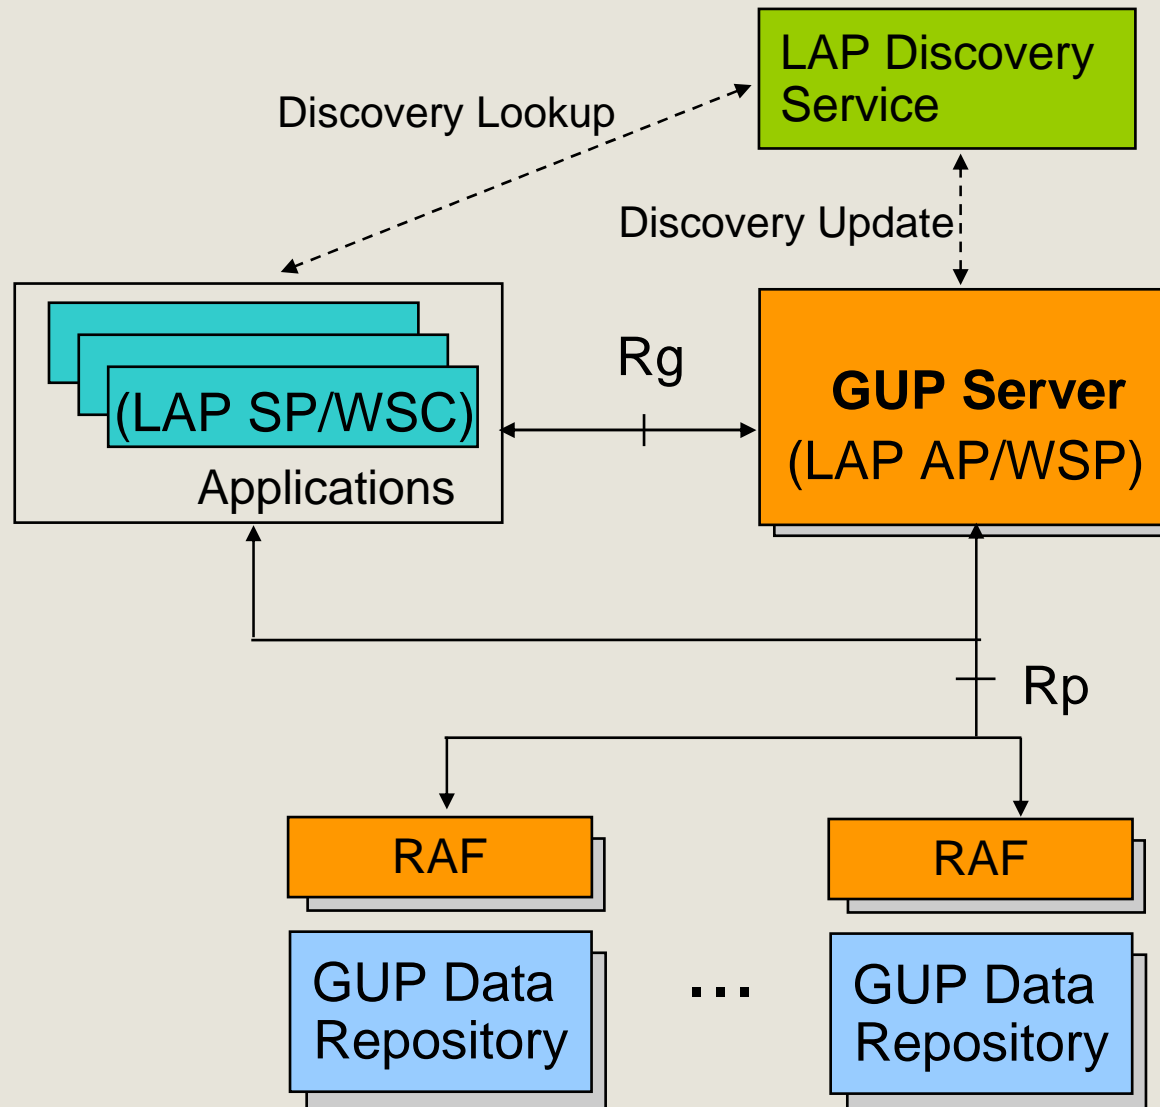 LAP Discovery
Service
Discovery Lookup
Discovery Update
Rg
GUP Server
(LAP AP/WSP)
(LAP SP/WSC)
Applications
Rp
RAF
RAF
GUP Data
Repository
...
GUP Data
Repository